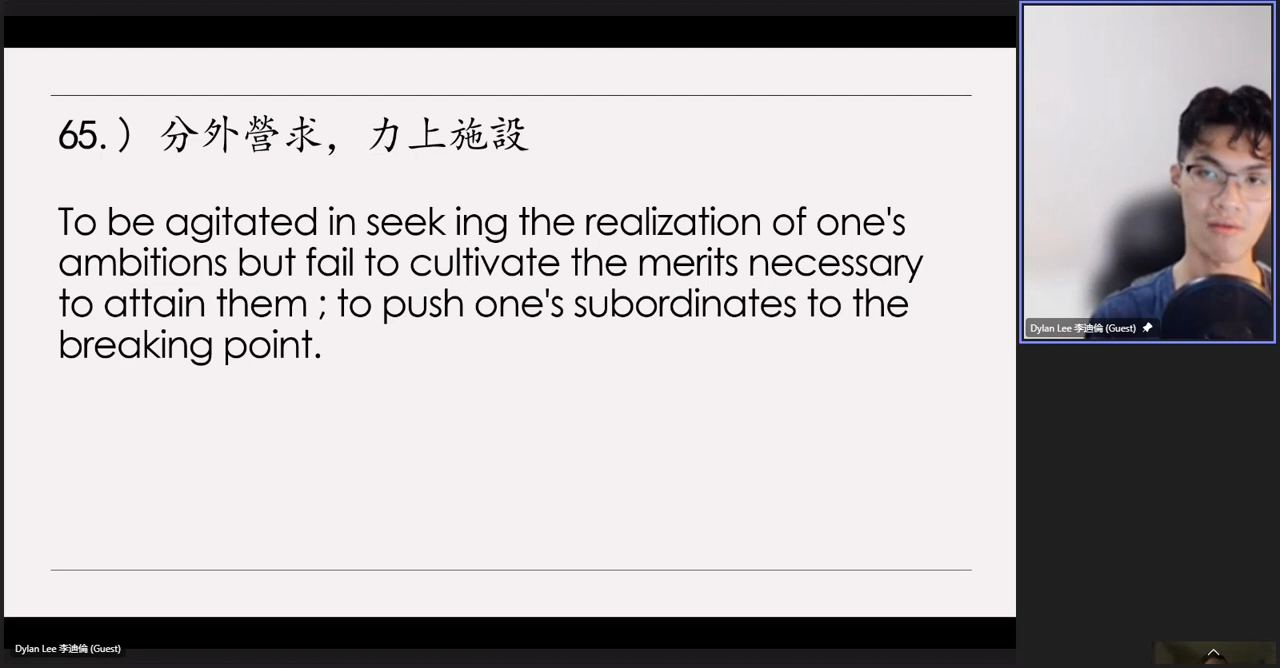 65. ）分外營求，力上施設
To be agitated in seek ing the realization of one's
ambitions but fail to cultivate the merits necessary
to attain them ; to push one's subordinates to the
breaking point.
Dylan Lee 李迪倫 (Guest)
Dylan Lee 李迪倫 (Guest)